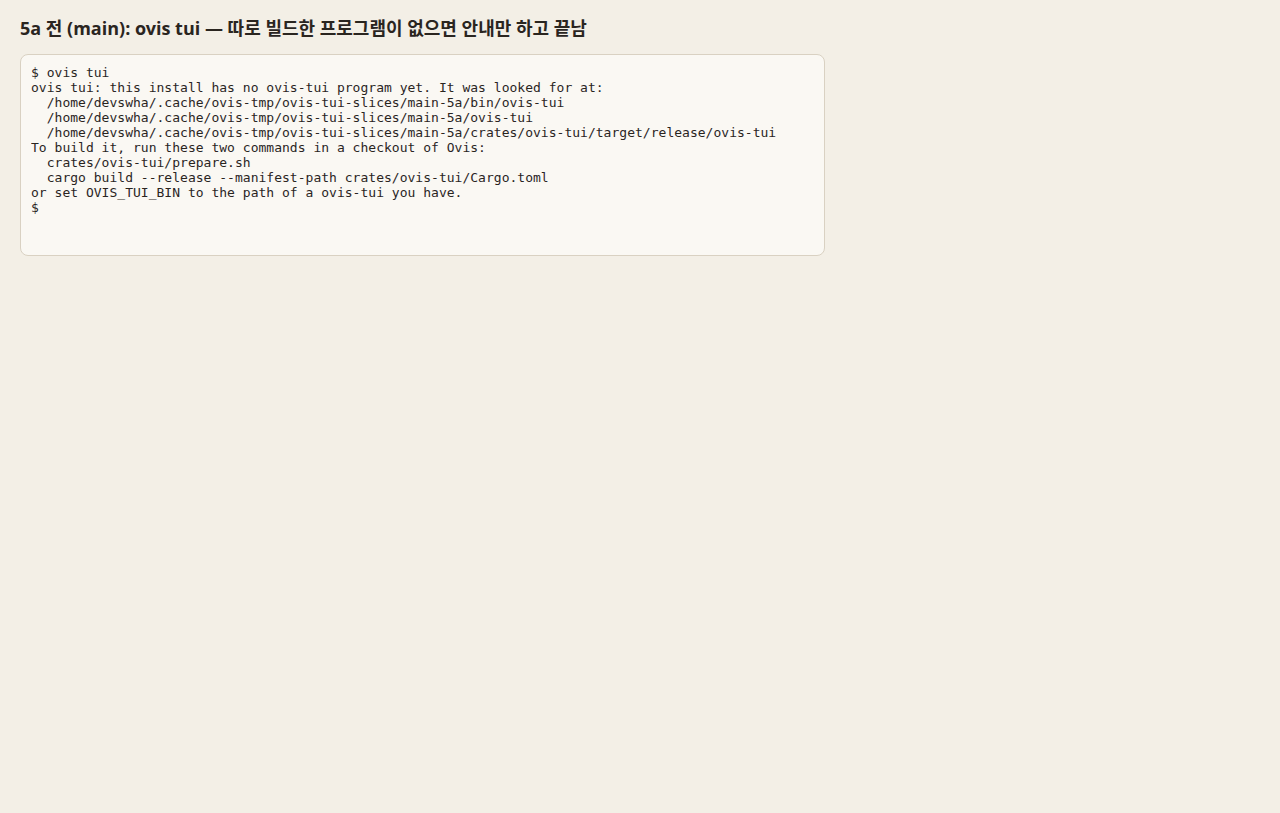 5a 전 (main): ovis tui — 따로 빌드한 프로그램이 없으면 안내만 하고 끝남
$ ovis tui
ovis tui: this install has no ovis-tui program yet. It was looked for at:
  /home/devswha/.cache/ovis-tmp/ovis-tui-slices/main-5a/bin/ovis-tui
  /home/devswha/.cache/ovis-tmp/ovis-tui-slices/main-5a/ovis-tui
  /home/devswha/.cache/ovis-tmp/ovis-tui-slices/main-5a/crates/ovis-tui/target/release/ovis-tui
To build it, run these two commands in a checkout of Ovis:
  crates/ovis-tui/prepare.sh
  cargo build --release --manifest-path crates/ovis-tui/Cargo.toml
or set OVIS_TUI_BIN to the path of a ovis-tui you have.
$